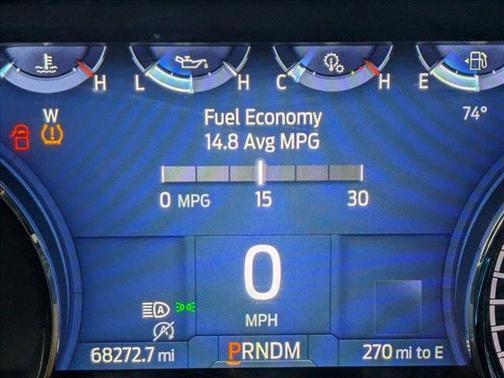 H L H C H E
W
74°
Fuel Economy
14.8 Avg MPG
0 MPG 15 30
0
MPH
A
A
68272.7 mi PRNDM 270 mi to E